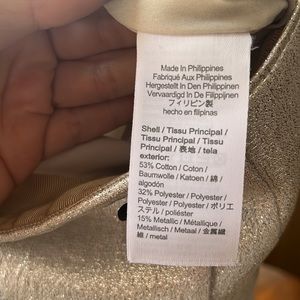 Made In Philippines
Fabriqué Aux Philippines
Hergestellt In Den Philippinen
Vervaardigd In De Filippijnen
フィリピン製
hecho en filipinas
Shell / Tissu Principal /
Tissu Principal / Tissu
Principal / 表地 / tela
exterior:
53% Cotton / Coton /
Baumwolle / Katoen / 綿 /
algodón
32% Polyester / Polyester
/ Polyester / Polyester / ポリエ
ステル / poliéster
15% Metallic / Métallique /
Metallisch / Metaal / 金属繊
維 / metal